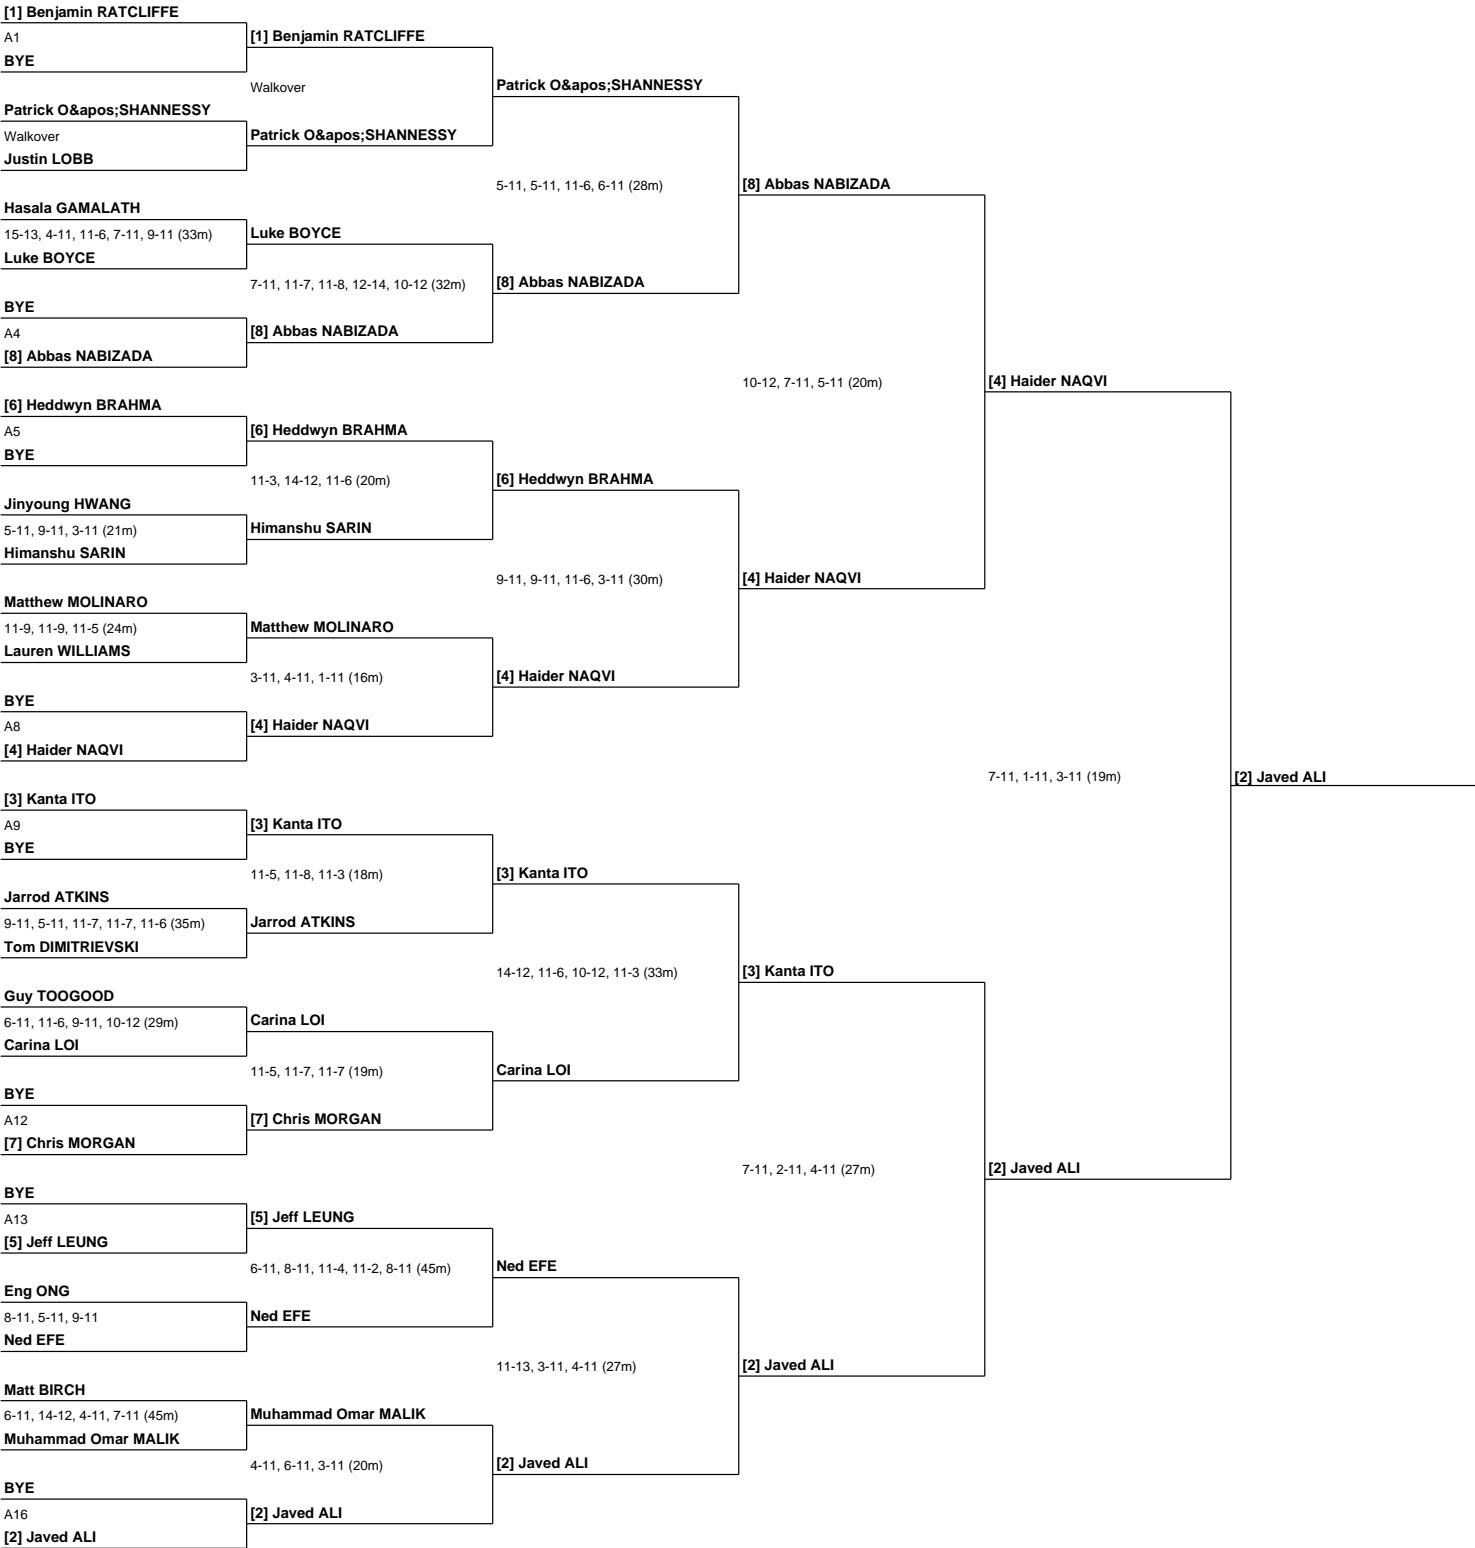 [1] Benjamin RATCLIFFE
A1
BYE
Patrick O&apos;SHANNESSY
Walkover
Justin LOBB
Hasala GAMALATH
15-13, 4-11, 11-6, 7-11, 9-11 (33m)
Luke BOYCE
BYE
A4
[8] Abbas NABIZADA
[6] Heddwyn BRAHMA
A5
BYE
Jinyoung HWANG
5-11, 9-11, 3-11 (21m)
Himanshu SARIN
Matthew MOLINARO
11-9, 11-9, 11-5 (24m)
Lauren WILLIAMS
BYE
A8
[4] Haider NAQVI
[3] Kanta ITO
A9
BYE
Jarrod ATKINS
9-11, 5-11, 11-7, 11-7, 11-6 (35m)
Tom DIMITRIEVSKI
Guy TOOGOOD
6-11, 11-6, 9-11, 10-12 (29m)
Carina LOI
BYE
A12
[7] Chris MORGAN
BYE
A13
[5] Jeff LEUNG
Eng ONG
8-11, 5-11, 9-11
Ned EFE
Matt BIRCH
6-11, 14-12, 4-11, 7-11 (45m)
Muhammad Omar MALIK
BYE
A16
[2] Javed ALI
[1] Benjamin RATCLIFFE
Walkover
Patrick O&apos;SHANNESSY
Luke BOYCE
7-11, 11-7, 11-8, 12-14, 10-12 (32m)
[8] Abbas NABIZADA
[6] Heddwyn BRAHMA
11-3, 14-12, 11-6 (20m)
Himanshu SARIN
Matthew MOLINARO
3-11, 4-11, 1-11 (16m)
[4] Haider NAQVI
[3] Kanta ITO
11-5, 11-8, 11-3 (18m)
Jarrod ATKINS
Carina LOI
11-5, 11-7, 11-7 (19m)
[7] Chris MORGAN
[5] Jeff LEUNG
6-11, 8-11, 11-4, 11-2, 8-11 (45m)
Ned EFE
Muhammad Omar MALIK
4-11, 6-11, 3-11 (20m)
[2] Javed ALI
Patrick O&apos;SHANNESSY
5-11, 5-11, 11-6, 6-11 (28m)
[8] Abbas NABIZADA
[6] Heddwyn BRAHMA
9-11, 9-11, 11-6, 3-11 (30m)
[4] Haider NAQVI
[3] Kanta ITO
14-12, 11-6, 10-12, 11-3 (33m)
Carina LOI
Ned EFE
11-13, 3-11, 4-11 (27m)
[2] Javed ALI
[8] Abbas NABIZADA
10-12, 7-11, 5-11 (20m)
[4] Haider NAQVI
[3] Kanta ITO
7-11, 2-11, 4-11 (27m)
[2] Javed ALI
[4] Haider NAQVI
7-11, 1-11, 3-11 (19m)
[2] Javed ALI
[2] Javed ALI